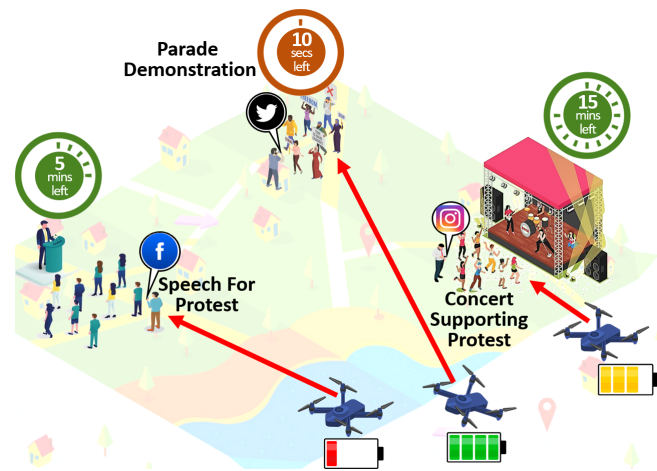 Parade
Demonstration
10
secs
left
15
mins
left
5
mins
left
f
Speech For
Protest
Concert
Supporting
Protest